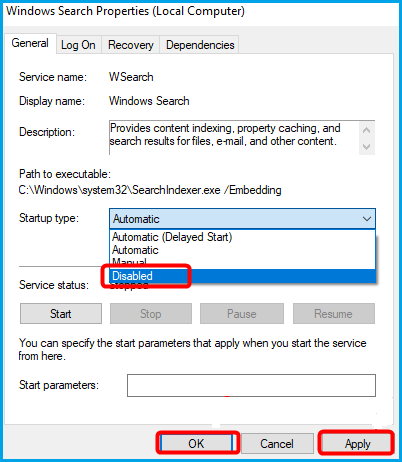 Windows Search Properties (Local Computer)
General Log On Recovery Dependencies
Service name: WSearch
Display name: Windows Search
Description: Provides content indexing, property caching, and
search results for files, e-mail, and other content.
Path to executable:
C:\Windows\system32\SearchIndexer.exe /Embedding
Startup type: Automatic
Automatic (Delayed Start)
Automatic
Manual
Disabled
Service status: Stopped
Start Stop Pause Resume
You can specify the start parameters that apply when you start the service
from here.
Start parameters:
OK Cancel Apply